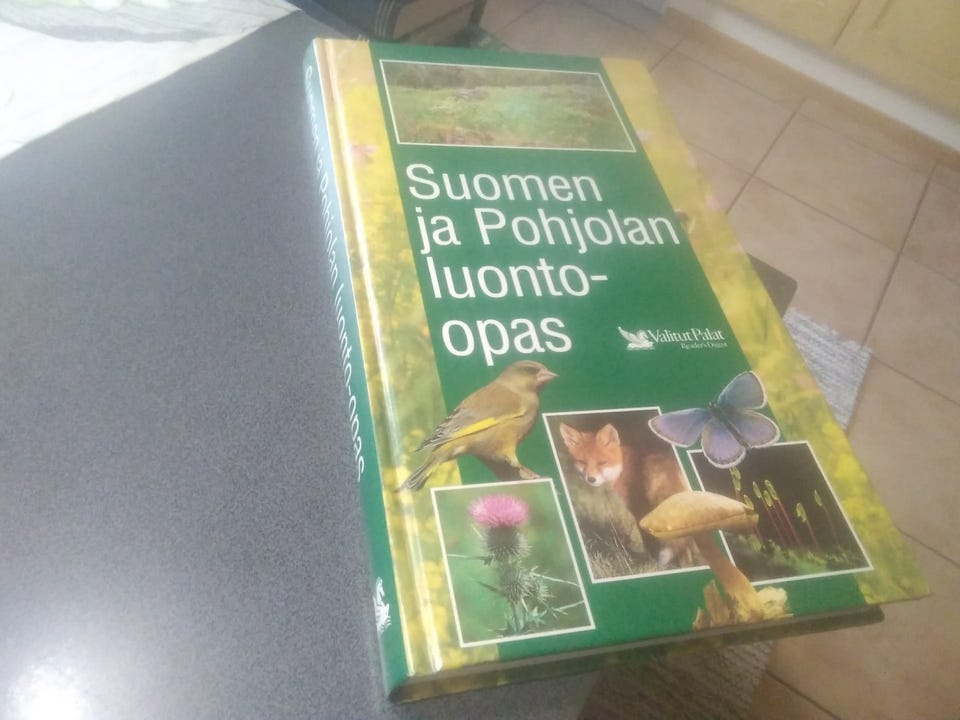 Suomen
ja Pohjolan
luonto-
opas
Valitut Palat
Reader's Digest
Suomen ja Pohjolan luonto-opas